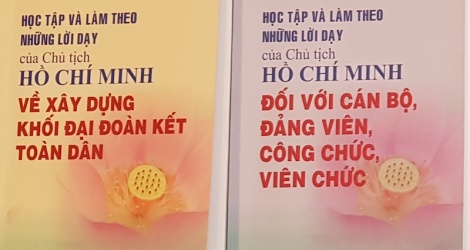 HỌC TẬP VÀ LÀM THEO
NHỮNG LỜI DẠY
của Chủ tịch
HỒ CHÍ MINH
VỀ XÂY DỰNG
KHỐI ĐẠI ĐOÀN KẾT
TOÀN DÂN
HỌC TẬP VÀ LÀM THEO
NHỮNG LỜI DẠY
của Chủ tịch
HỒ CHÍ MINH
ĐỐI VỚI CÁN BỘ,
ĐẢNG VIÊN,
CÔNG CHỨC,
VIÊN CHỨC